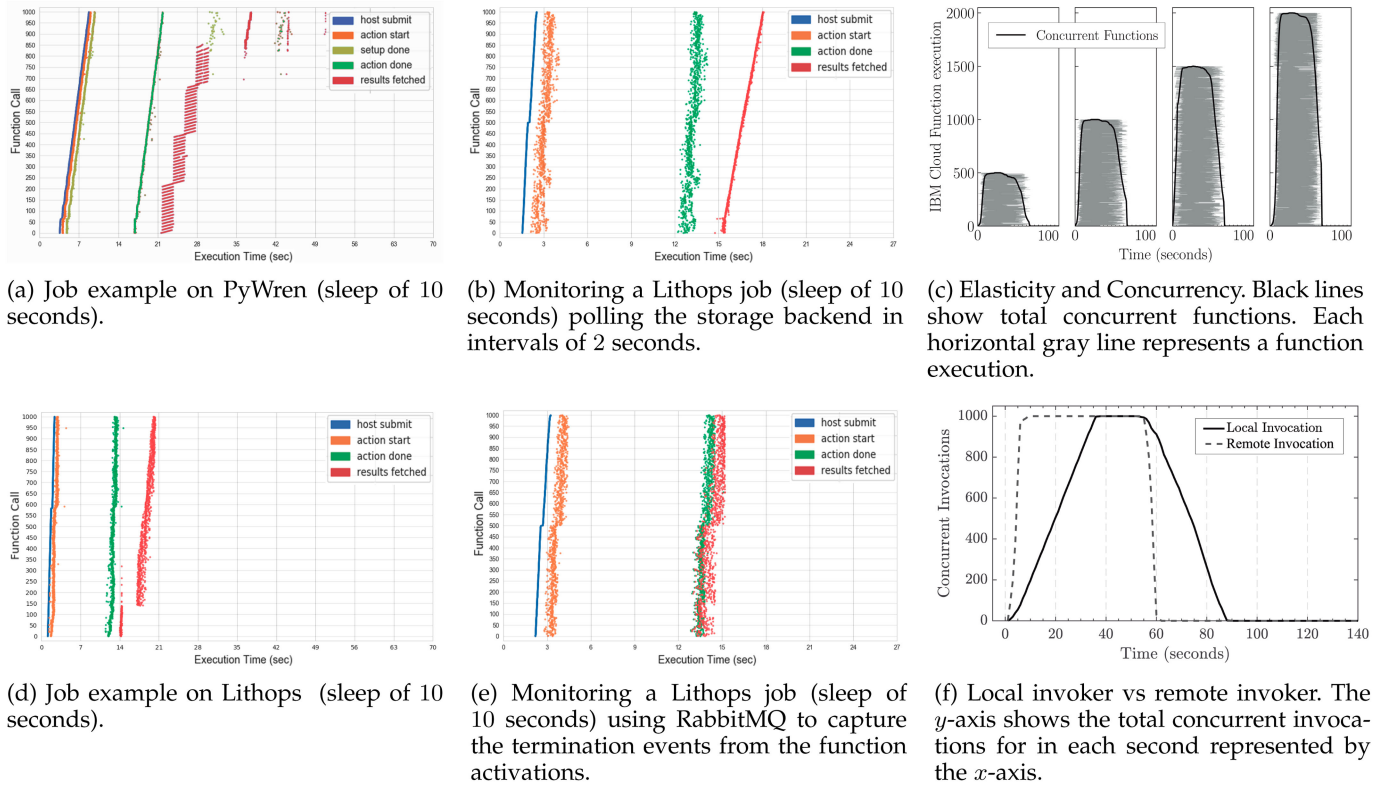 1000
950
900
850
800
750
700
650
600
550
500
450
400
350
300
250
200
150
100
50
0
Function Call
host submit
action start
setup done
action done
results fetched
0 7 14 21 28 35 42 49 56 63 70
Execution Time (sec)
(a) Job example on PyWren (sleep of 10
seconds).
1000
950
900
850
800
750
700
650
600
550
500
450
400
350
300
250
200
150
100
50
0
Function Call
host submit
action start
action done
results fetched
0 3 6 9 12 15 18 21 24 27
Execution Time (sec)
(b) Monitoring a Lithops job (sleep of 10
seconds) polling the storage backend in
intervals of 2 seconds.
2000
1500
1000
500
0
IBM Cloud Function execution
Concurrent Functions
0 100 0 100 0 100 0 100
Time (seconds)
(c) Elasticity and Concurrency. Black lines
show total concurrent functions. Each
horizontal gray line represents a function
execution.
1000
950
900
850
800
750
700
650
600
550
500
450
400
350
300
250
200
150
100
50
0
Function Call
host submit
action start
action done
results fetched
0 7 14 21 28 35 42 49 56 63 70
Execution Time (sec)
(d) Job example on Lithops (sleep of 10
seconds).
1000
950
900
850
800
750
700
650
600
550
500
450
400
350
300
250
200
150
100
50
0
Function Call
host submit
action start
action done
results fetched
0 3 6 9 12 15 18 21 24 27
Execution Time (sec)
(e) Monitoring a Lithops job (sleep of
10 seconds) using RabbitMQ to capture
the termination events from the function
activations.
1000
800
600
400
200
0
Concurrent Invocations
Local Invocation
Remote Invocation
0 20 40 60 80 100 120 140
Time (seconds)
(f) Local invoker vs remote invoker. The
y-axis shows the total concurrent invoca-
tions for in each second represented by
the x-axis.